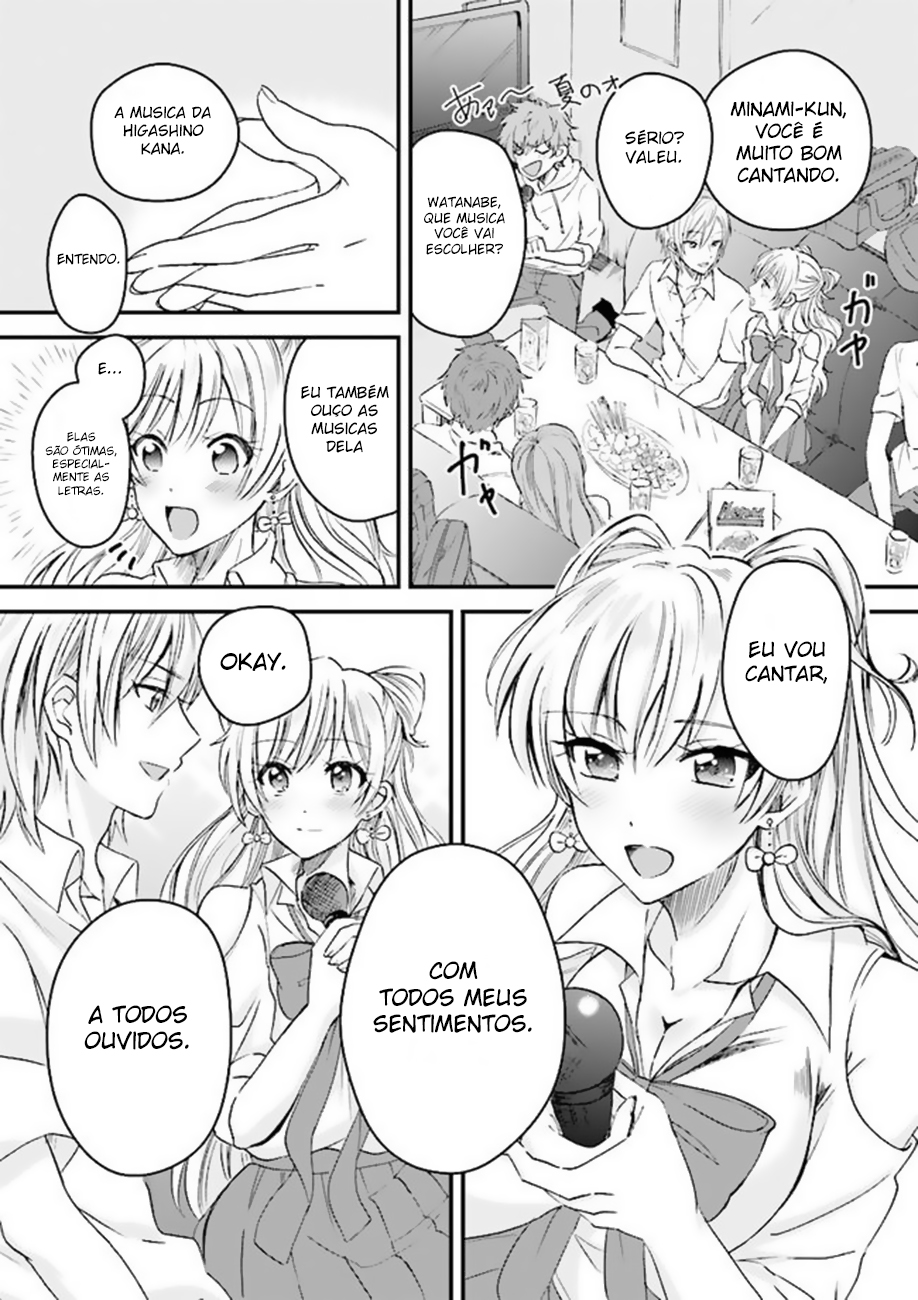 MINAMI-KUN,
VOCÊ É
MUITO BOM
CANTANDO.
SÉRIO?
VALEU.
あぁ〜
夏のオ
WATANABE,
QUE MUSICA
VOCÊ VAI
ESCOLHER?
ガヤ
ガヤ
A MUSICA DA
HIGASHINO
KANA.
ENTENDO.
EU TAMBÉM
OUÇO AS
MUSICAS
DELA
E...
ELAS
SÃO ÓTIMAS,
ESPECIAL-
MENTE AS
LETRAS.
EU VOU
CANTAR,
COM
TODOS MEUS
SENTIMENTOS.
OKAY.
A TODOS
OUVIDOS.